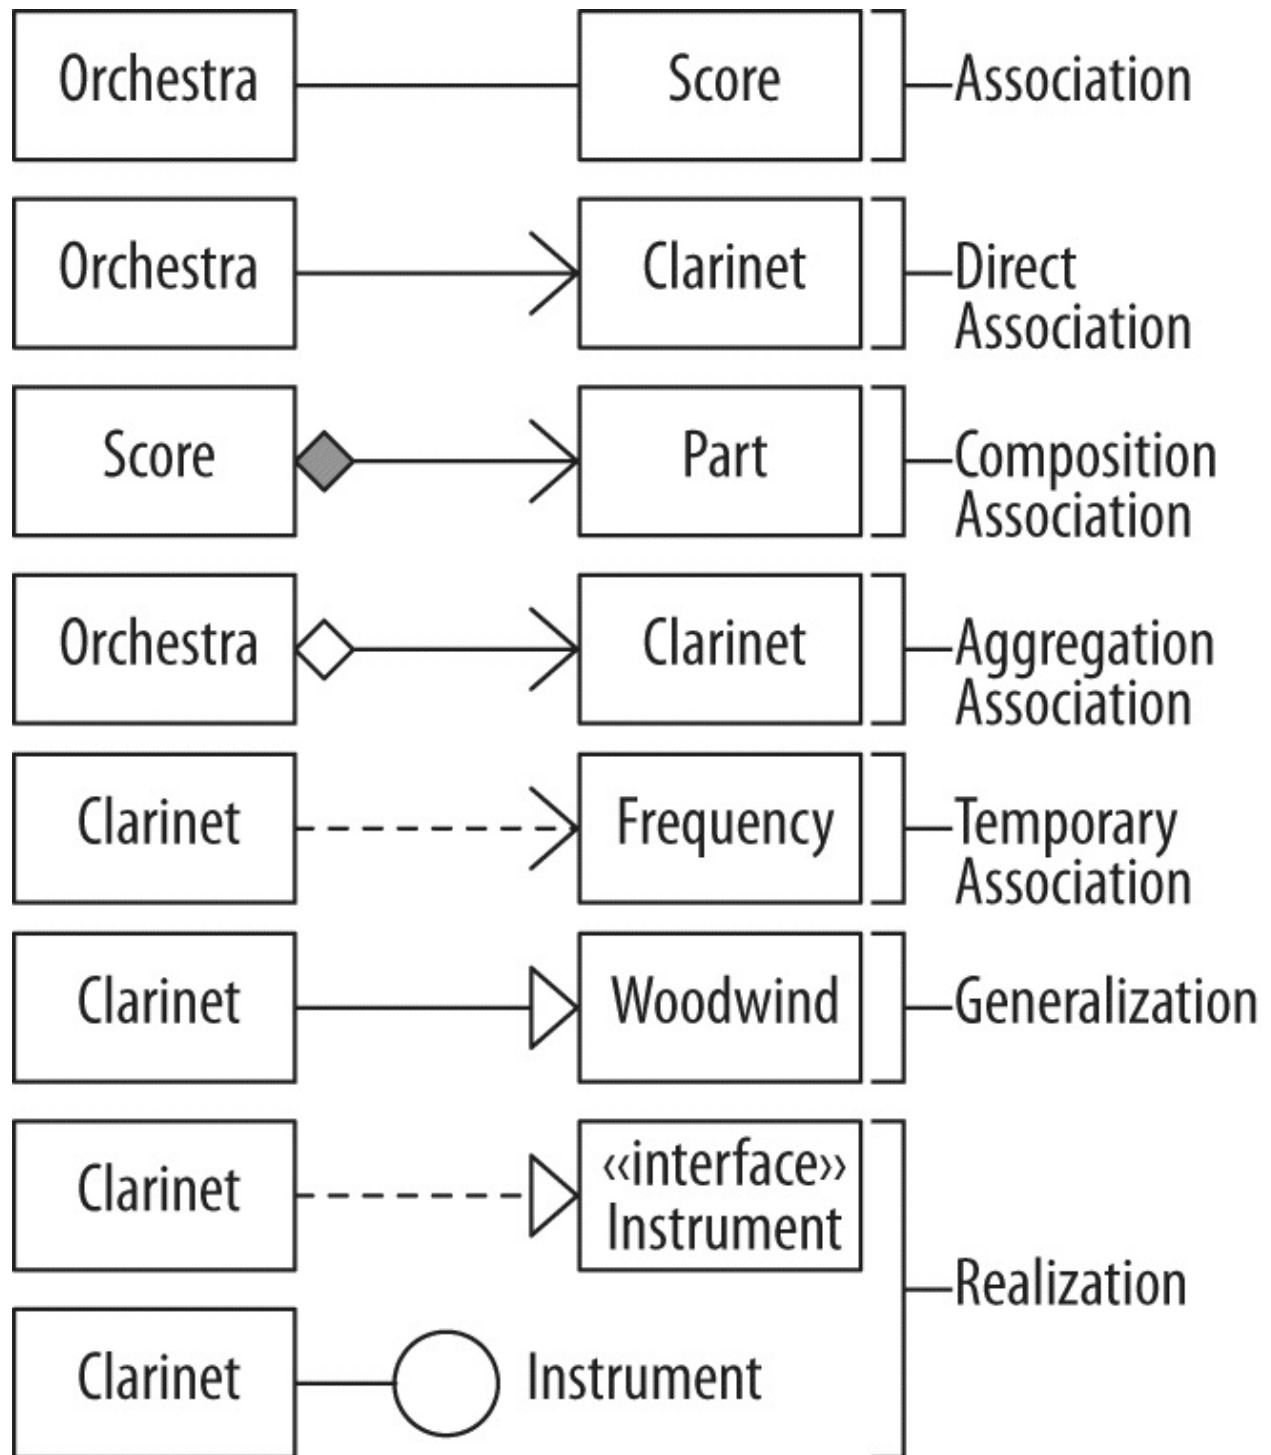 Orchestra
Score
Association
Orchestra
Clarinet
Direct
Association
Score
Part
Composition
Association
Orchestra
Clarinet
Aggregation
Association
Clarinet
Frequency
Temporary
Association
Clarinet
Woodwind
Generalization
Clarinet
‹‹interface››
Instrument
Realization
Clarinet
Instrument